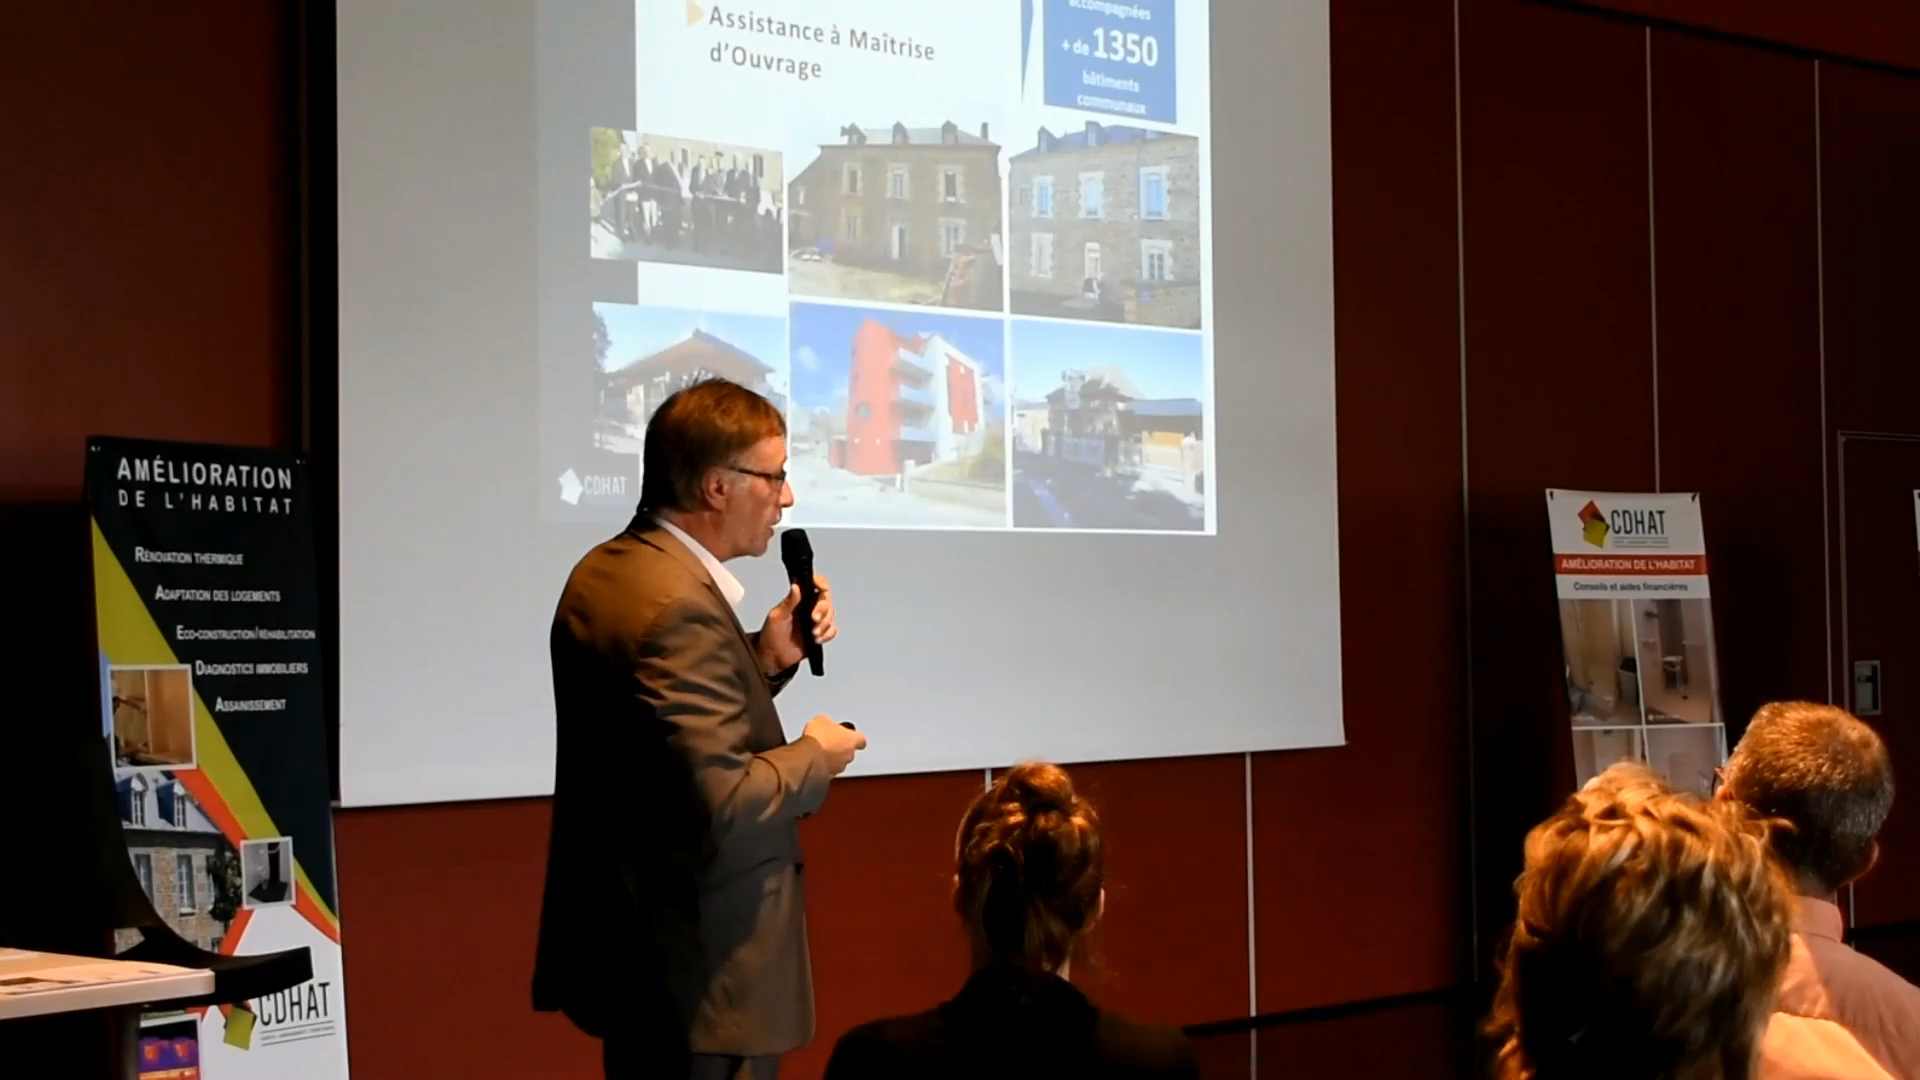 Assistance à Maîtrise
d'Ouvrage
accompagnées
+ de 1350
bâtiments
communaux
CDHAT
AMÉLIORATION
DE L'HABITAT
RÉNOVATION THERMIQUE
ADAPTATION DES LOGEMENTS
ECO-CONSTRUCTION/RÉHABILITATION
DIAGNOSTICS IMMOBILIERS
ASSAINISSEMENT
CDHAT
CDHAT
AMÉLIORATION DE L'HABITAT
Conseils et aides financières